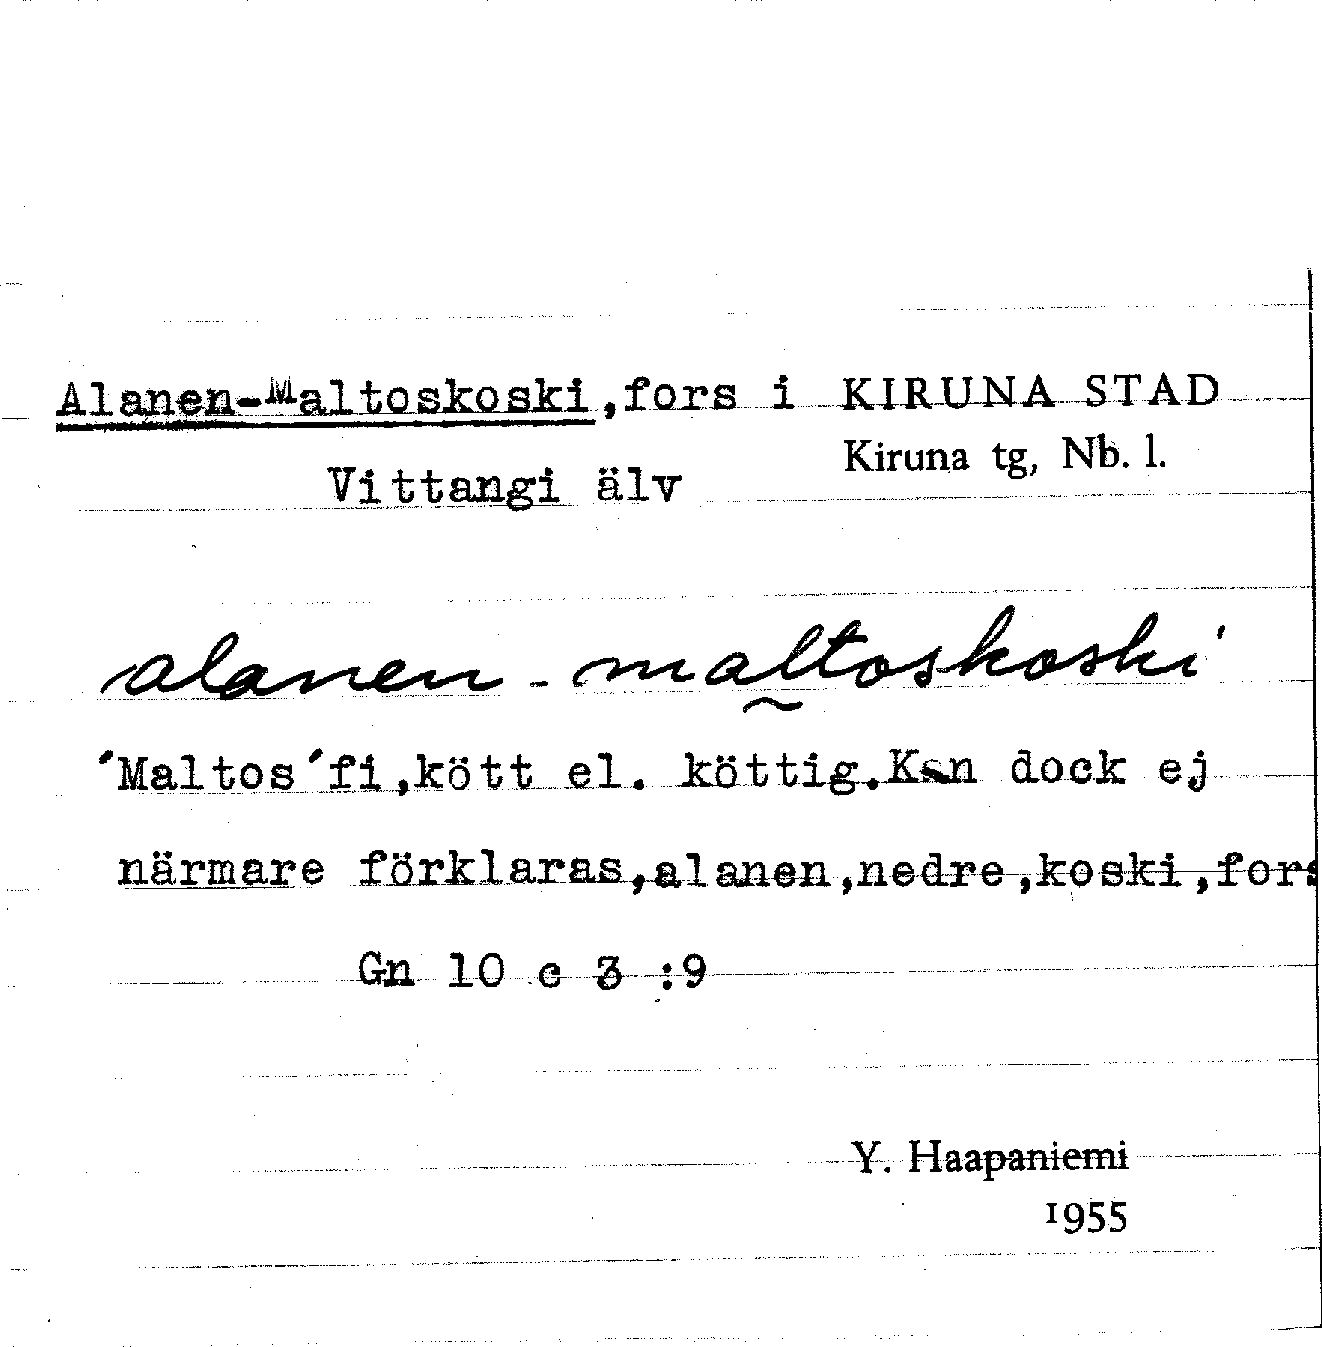 Alanen-Maltoskoski,fors i KIRUNA STAD
Vittangi älv Kiruna tg, Nb. l.
alanen-maltoskoski
'Maltos'fi,kött el. köttig.Kan dock ej
närmare förklaras,alanen,nedre,koski,fors
Gn 10 c 3 :9
Y. Haapaniemi
1955